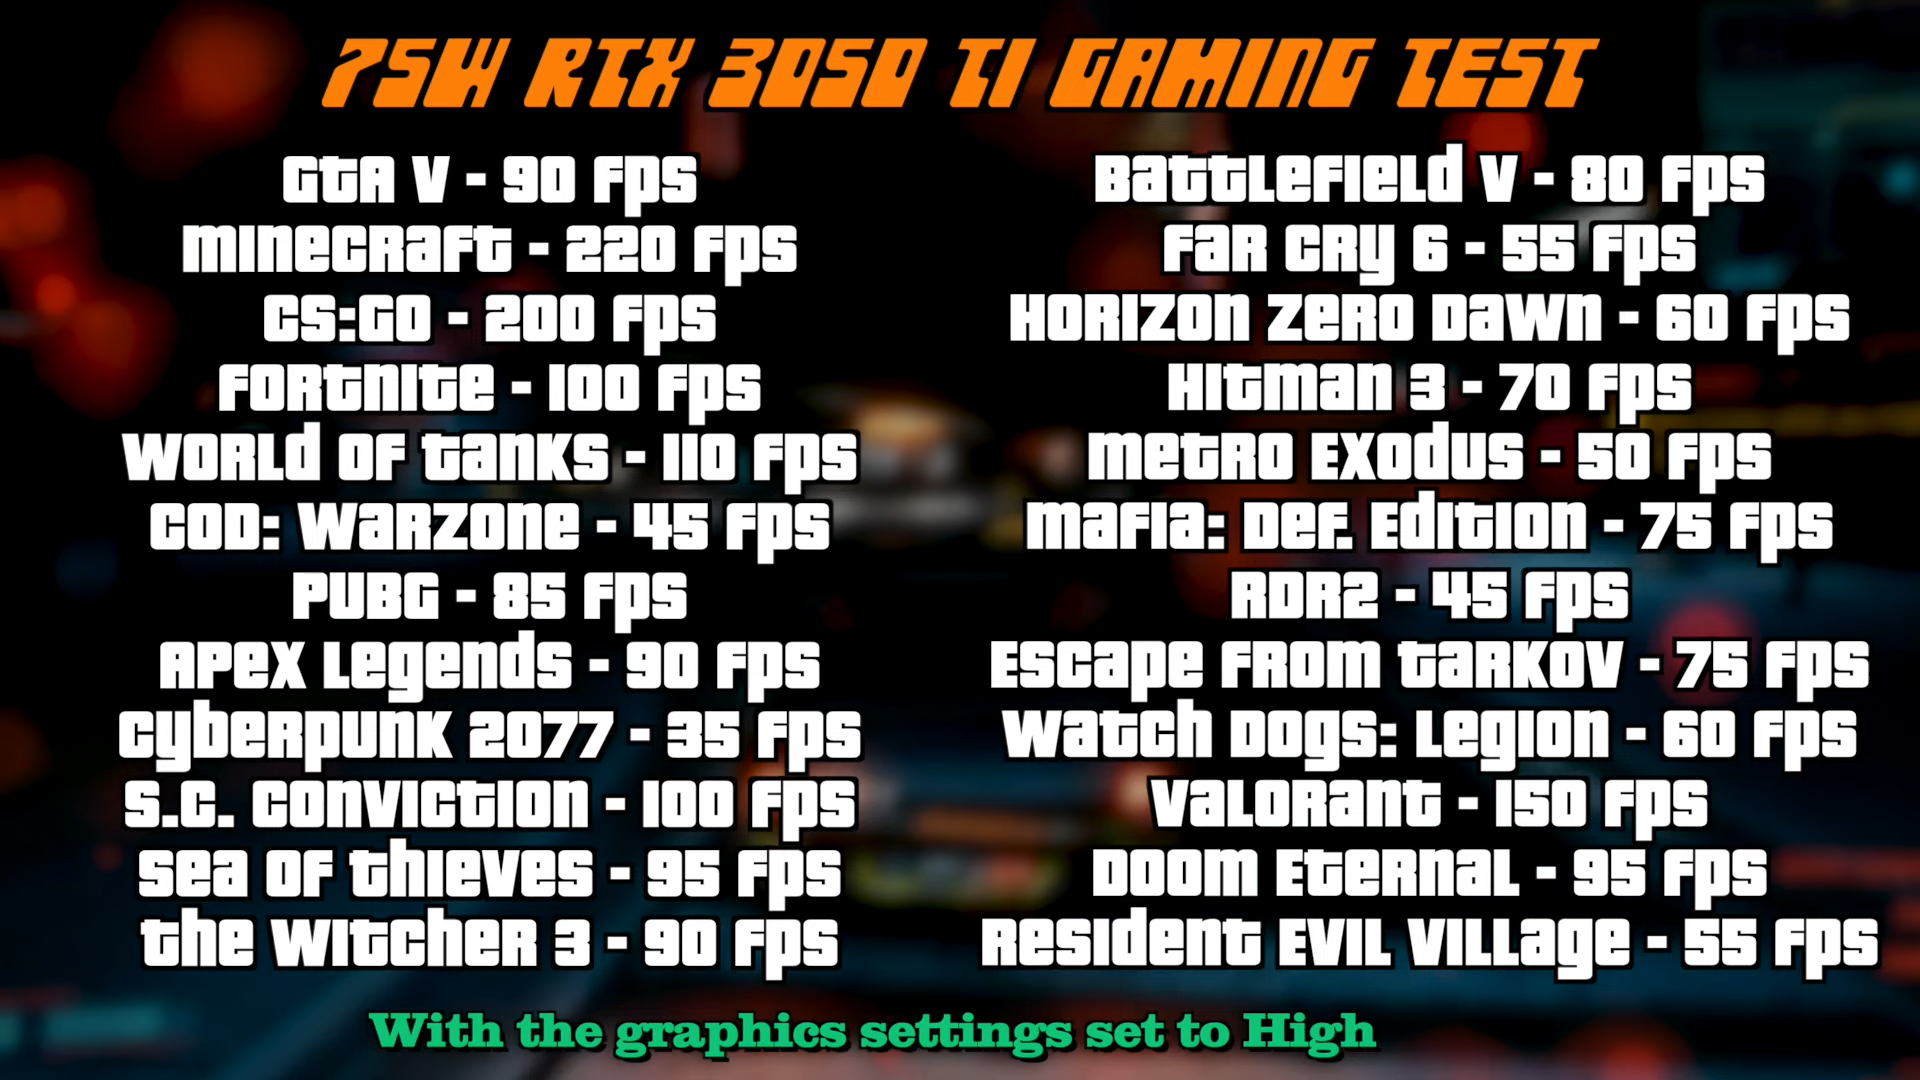 75W RTX 3050 TI GAMING TEST
GTA V - 90 FPS
Minecraft - 220 FPS
CS:GO - 200 FPS
Fortnite - 100 FPS
World of Tanks - 110 FPS
COD: Warzone - 45 FPS
PUBG - 85 FPS
Apex Legends - 90 FPS
Cyberpunk 2077 - 35 FPS
S.C. Conviction - 100 FPS
Sea of Thieves - 95 FPS
The Witcher 3 - 90 FPS
Battlefield V - 80 FPS
Far Cry 6 - 55 FPS
Horizon Zero Dawn - 60 FPS
Hitman 3 - 70 FPS
Metro Exodus - 50 FPS
Mafia: Def. Edition - 75 FPS
RDR2 - 45 FPS
Escape From Tarkov - 75 FPS
Watch Dogs: Legion - 60 FPS
Valorant - 150 FPS
Doom Eternal - 95 FPS
Resident Evil Village - 55 FPS
With the graphics settings set to High